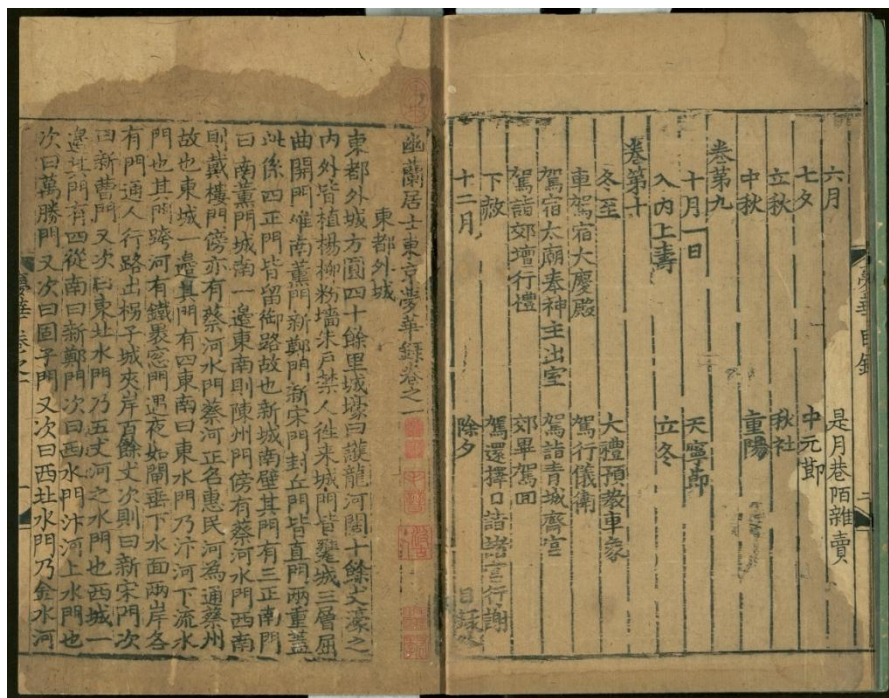 六月 是月巷陌雜賣
七夕 中元節
立秋 秋社
中秋 重陽
卷第九
十月一日 天寧節
入内上壽 立冬
卷第十
冬至 大禮預教車象
車駕宿大慶殿 駕行儀衛
駕宿太廟奉神主出室 駕詣青城齋宮
駕詣郊壇行禮 郊畢駕回
下赦 駕還擇日詣諸宮行謝
十二月 除夕 目錄
幽蘭居士東京夢華錄卷之一
東都外城
東都外城方圓四十餘里城壕曰護龍河闊十餘丈濠之
内外皆植楊柳粉墻朱戶禁人徃来城門皆甕城三層屈
曲開門唯南薰門新鄭門新宋門封丘門皆直門兩重蓋
此係四正門皆留御路故也新城南壁其門有三正南門
曰南薰門城南一邊東南則陳州門傍有蔡河水門西南
則戴樓門傍亦有蔡河水門蔡河正名惠民河為通蔡州
故也東城一邊其門有四東南曰東水門乃汴河下流水
門也其門跨河有鐵裹窓門遇夜如閘垂下水面兩岸各
有門通人行路出拐子城夾岸百餘丈次則曰新宋門次
曰新曹門又次曰東北水門乃五丈河之水門也西城一
邊其門有四從南曰新鄭門次曰西水門汴河上水門也
次曰萬勝門又次曰固子門又次曰西北水門乃金水河